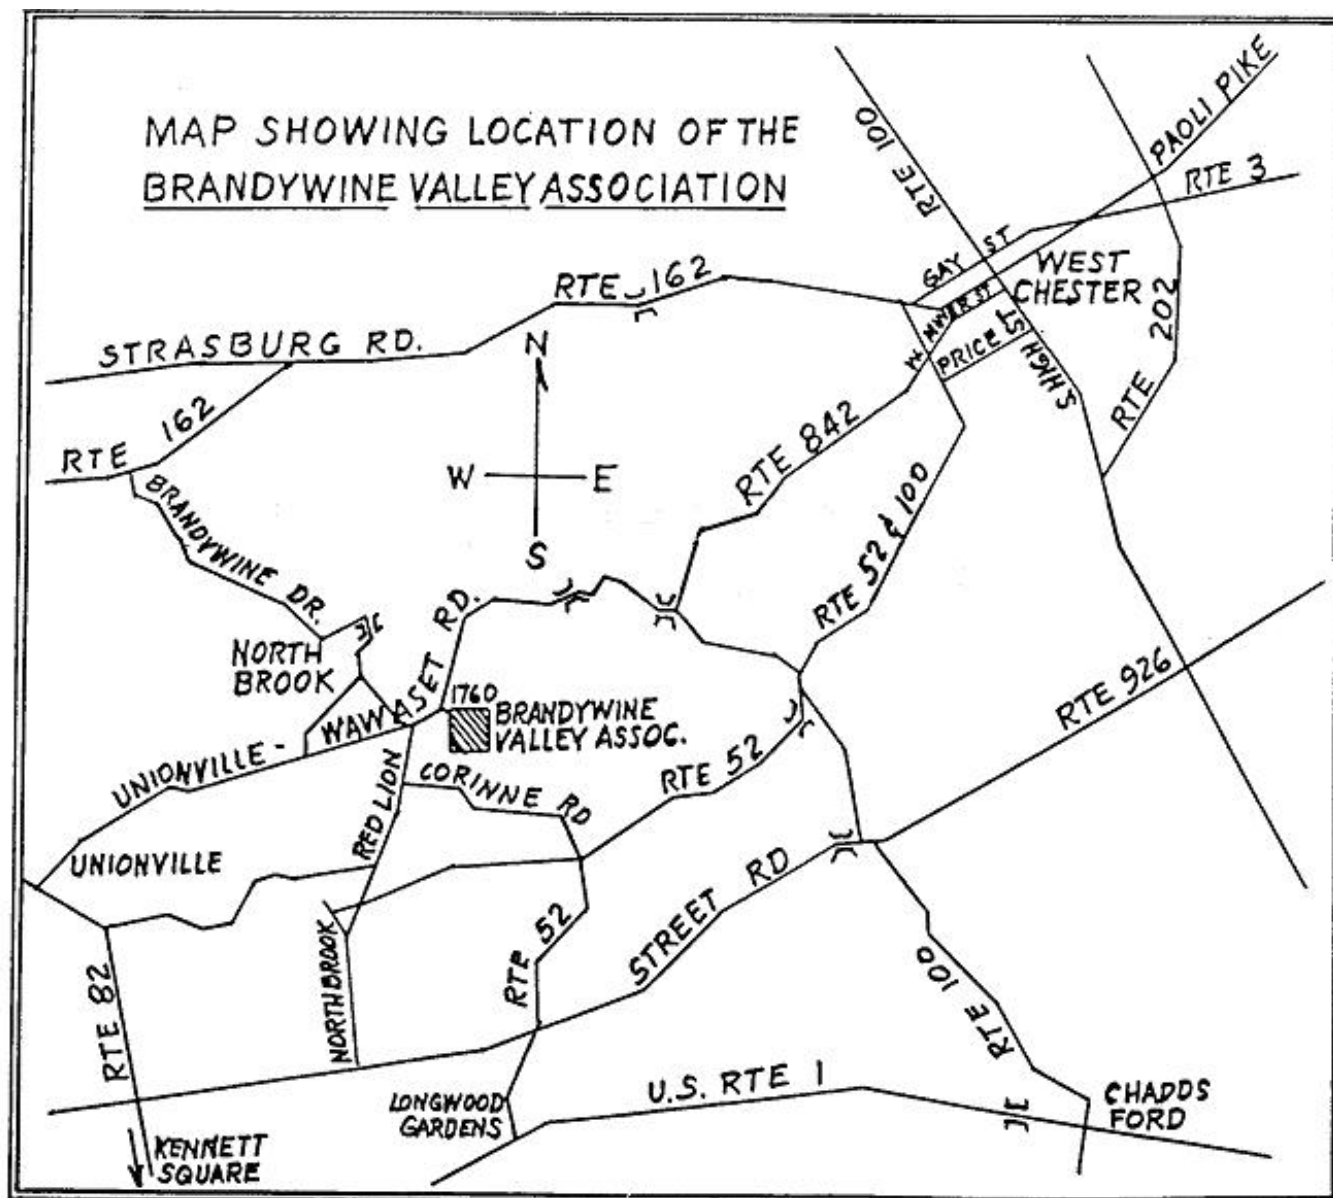 MAP SHOWING LOCATION OF THE
BRANDYWINE VALLEY ASSOCIATION
RTE 100
PAOLI PIKE
RTE 3
GAY ST
WEST
CHESTER
RTE 162
W. MINER ST.
PRICE ST
S. HIGH
RTE 202
STRASBURG RD.
N
W E
S
RTE 162
RTE 842
BRANDYWINE DR.
RTE 52 & 100
NORTH
BROOK
RTE 926
UNIONVILLE - WAWASET RD.
1760
BRANDYWINE
VALLEY ASSOC.
RTE 52
CORINNE RD
RED LION
UNIONVILLE
STREET RD
RTE 52
NORTHBROOK
RTE 82
RTE 100
U.S. RTE 1
LONGWOOD
GARDENS
CHADDS
FORD
KENNETT
SQUARE